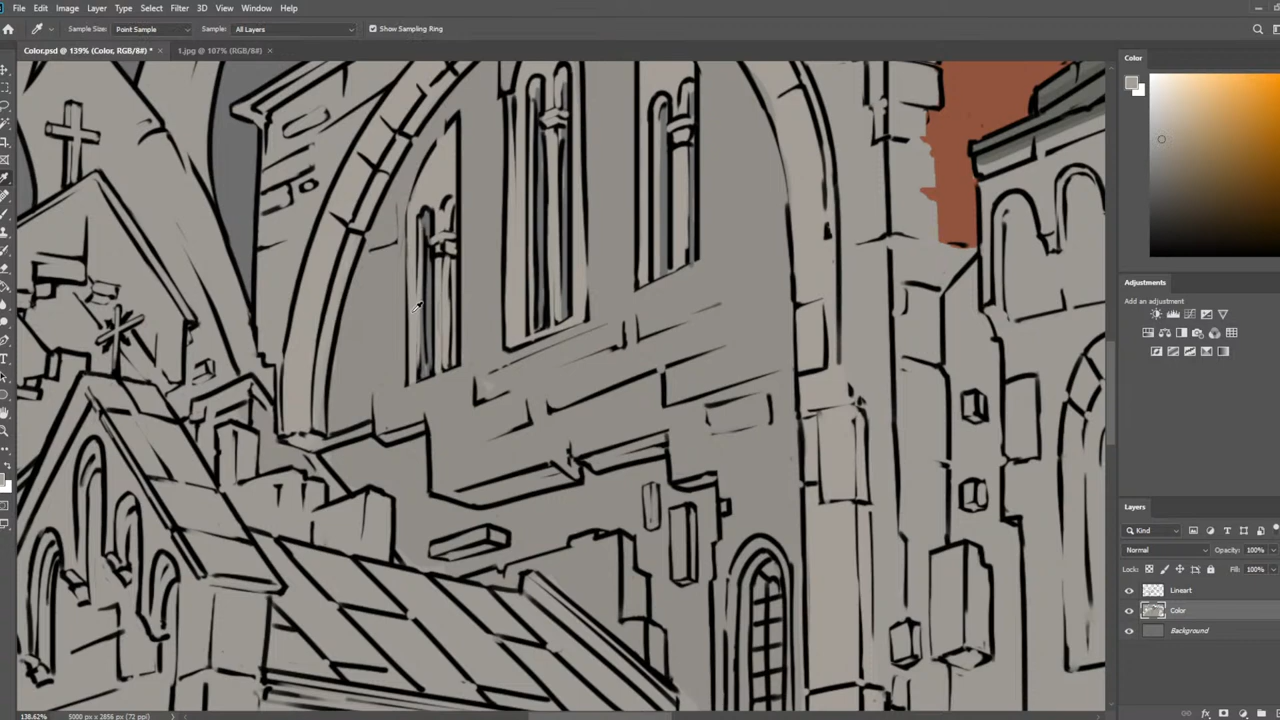 File Edit Image Layer Type Select Filter 3D View Window Help
Sample Size: Point Sample Sample: All Layers Show Sampling Ring
Color.psd @ 139% (Color, RGB/8#) * × 1.jpg @ 107% (RGB/8#) ×
Color
Adjustments
Add an adjustment
Layers
Kind
Normal Opacity: 100%
Lock: Fill: 100%
Lineart
Color
Background
138.62% 5000 px x 2856 px (72 ppi)